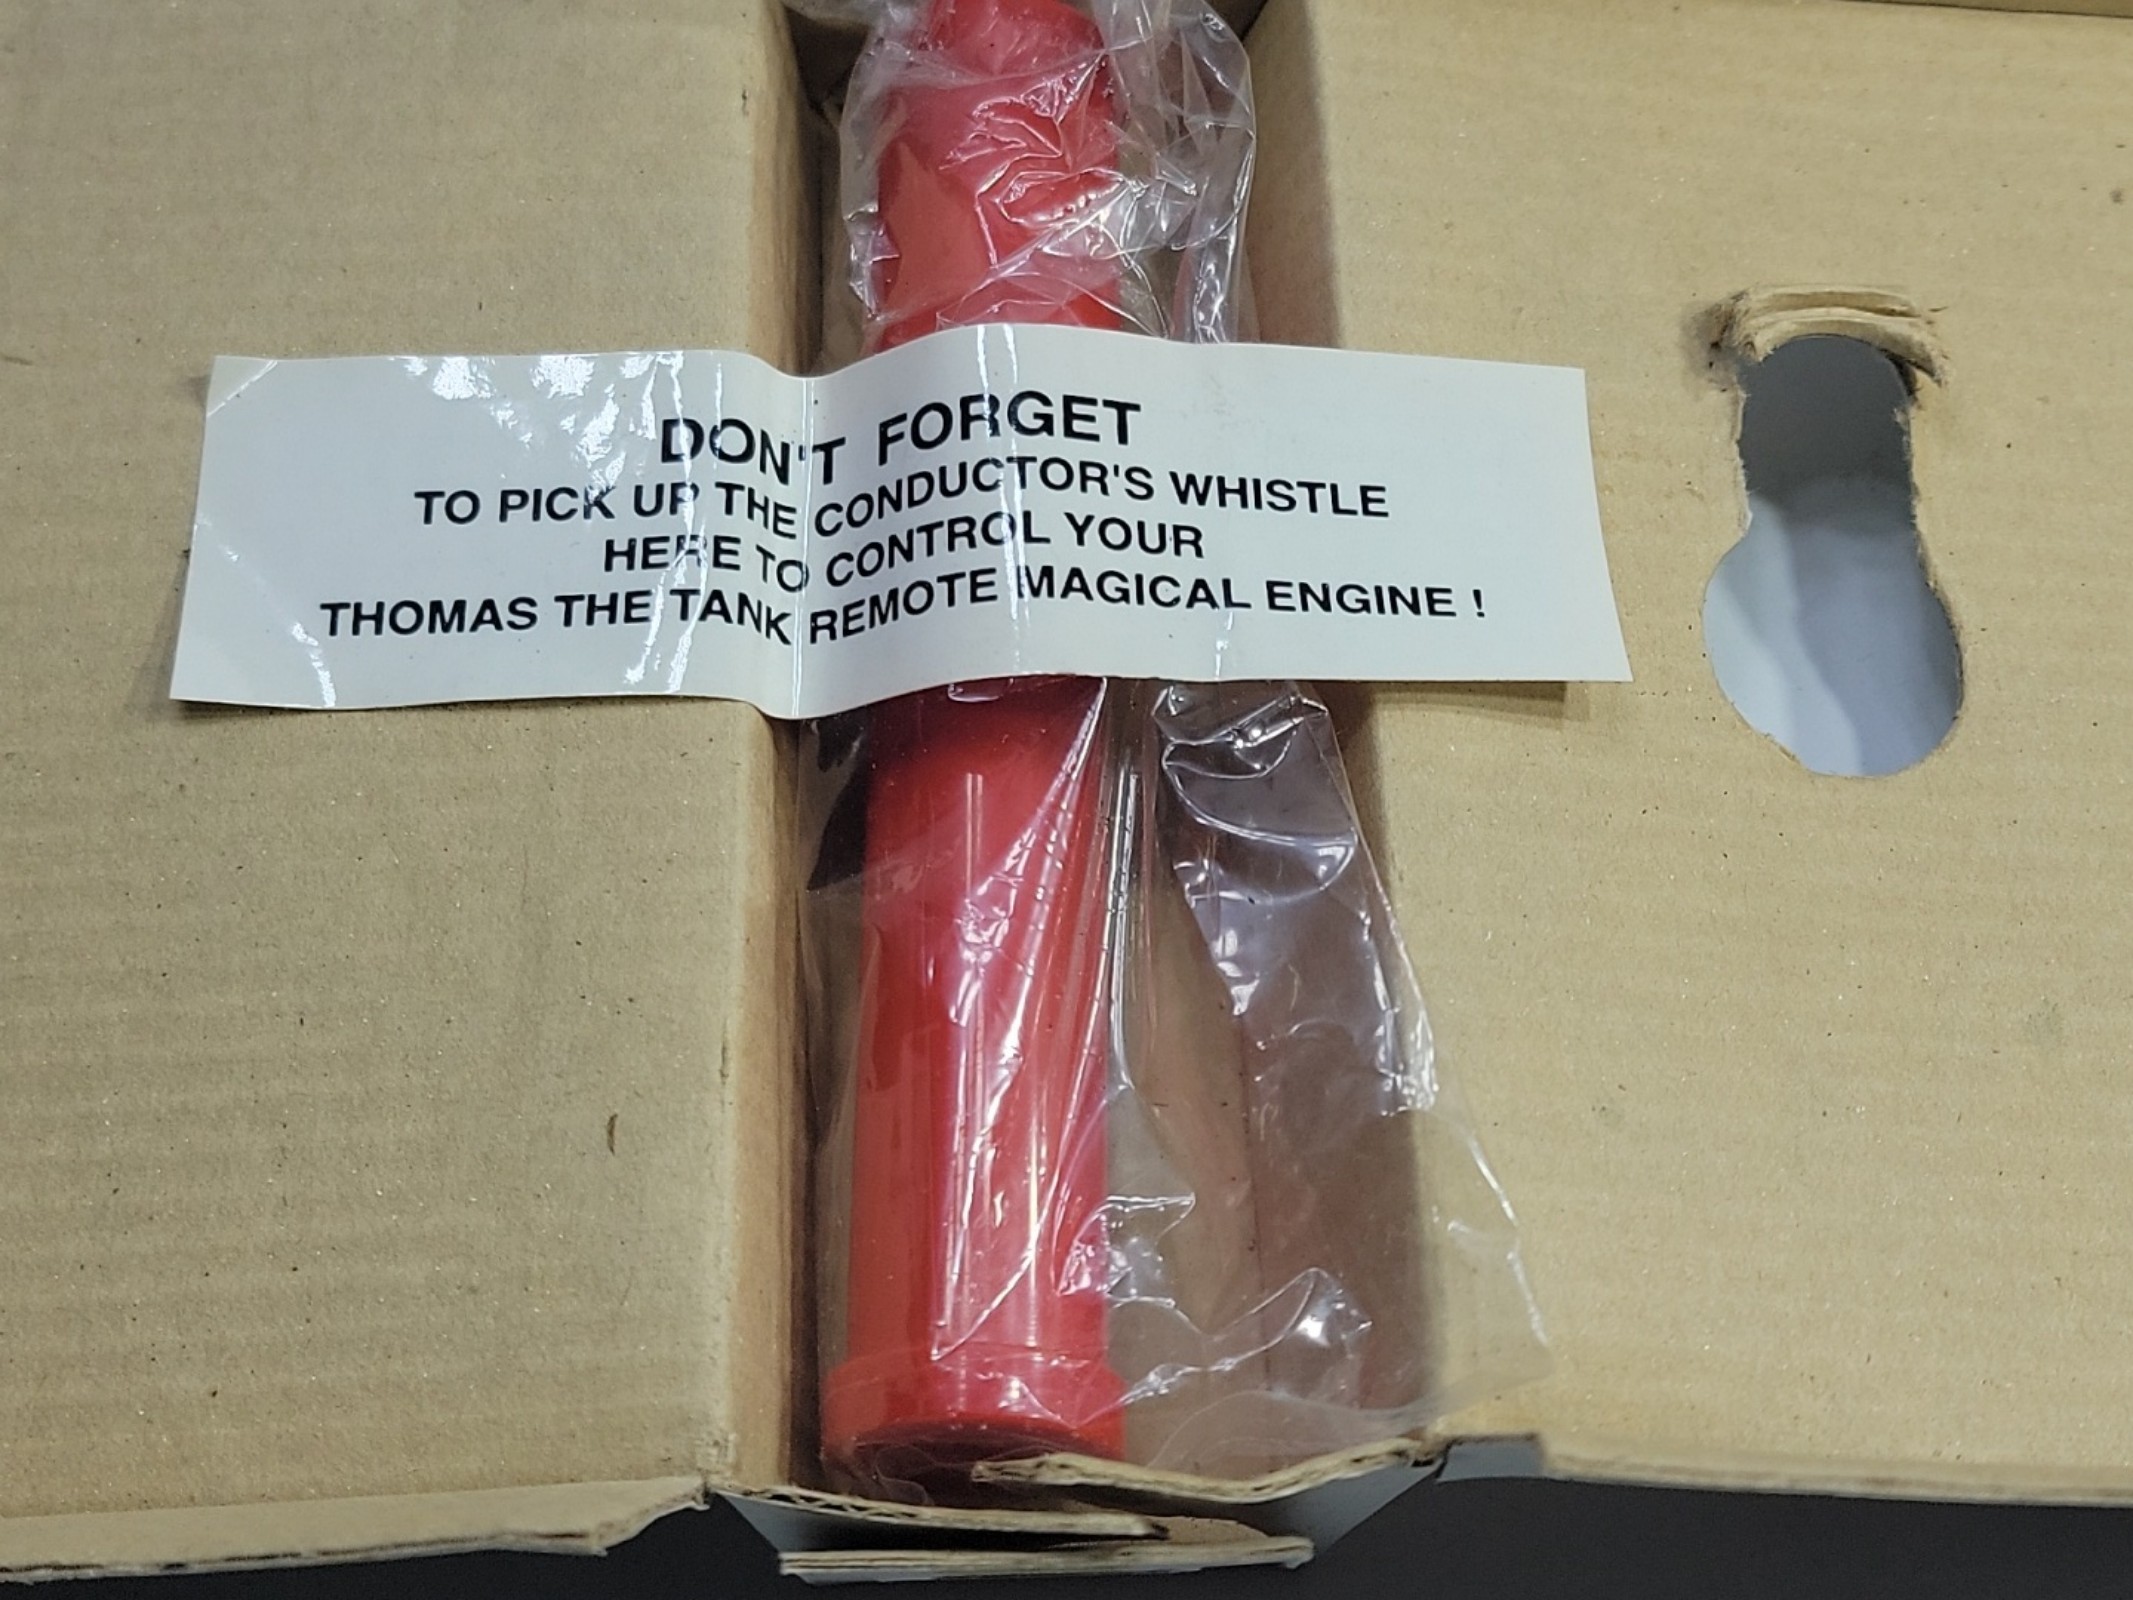 DON'T FORGET
TO PICK UP THE CONDUCTOR'S WHISTLE
HERE TO CONTROL YOUR
THOMAS THE TANK REMOTE MAGICAL ENGINE !